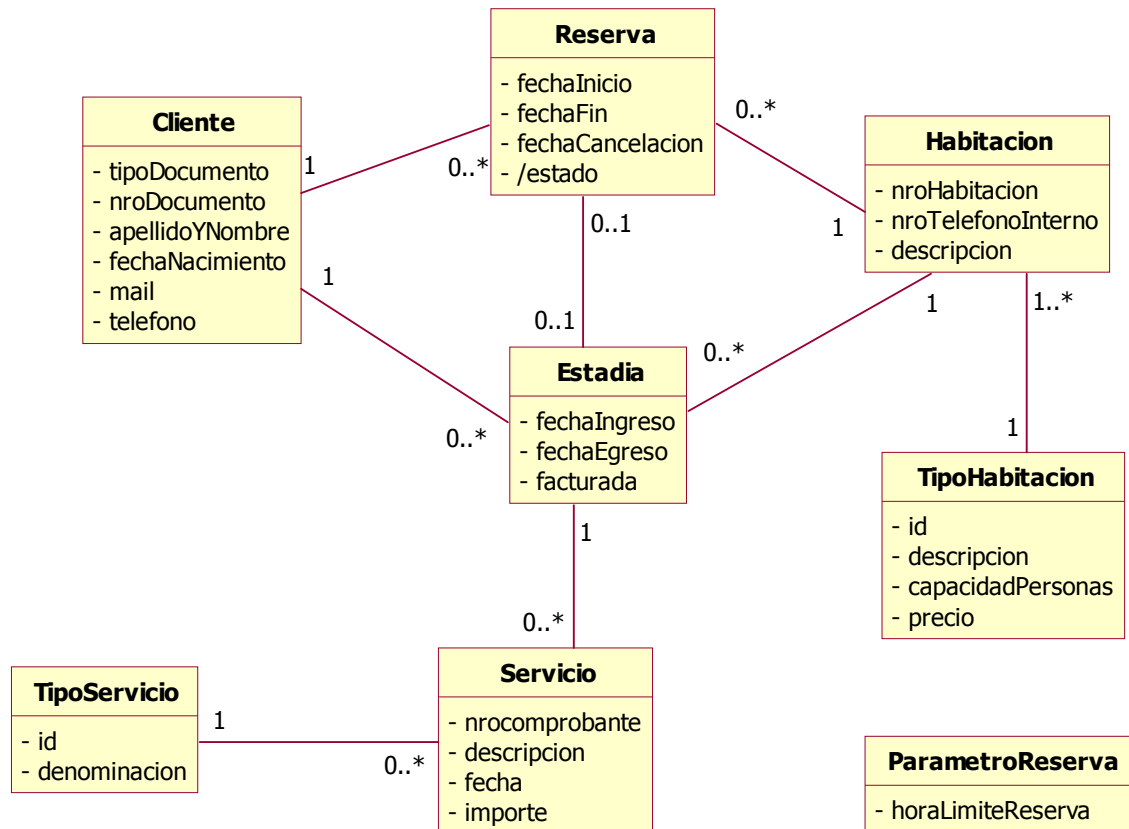 Reserva
- fechaInicio
- fechaFin
- fechaCancelacion
- /estado
Cliente
- tipoDocumento
- nroDocumento
- apellidoYNombre
- fechaNacimiento
- mail
- telefono
Habitacion
- nroHabitacion
- nroTelefonoInterno
- descripcion
1
0..*
0..*
1
0..1
0..1
1
0..*
1
0..*
1..*
1
Estadia
- fechaIngreso
- fechaEgreso
- facturada
TipoHabitacion
- id
- descripcion
- capacidadPersonas
- precio
1
0..*
Servicio
- nrocomprobante
- descripcion
- fecha
- importe
TipoServicio
- id
- denominacion
1
0..*
ParametroReserva
- horaLimiteReserva